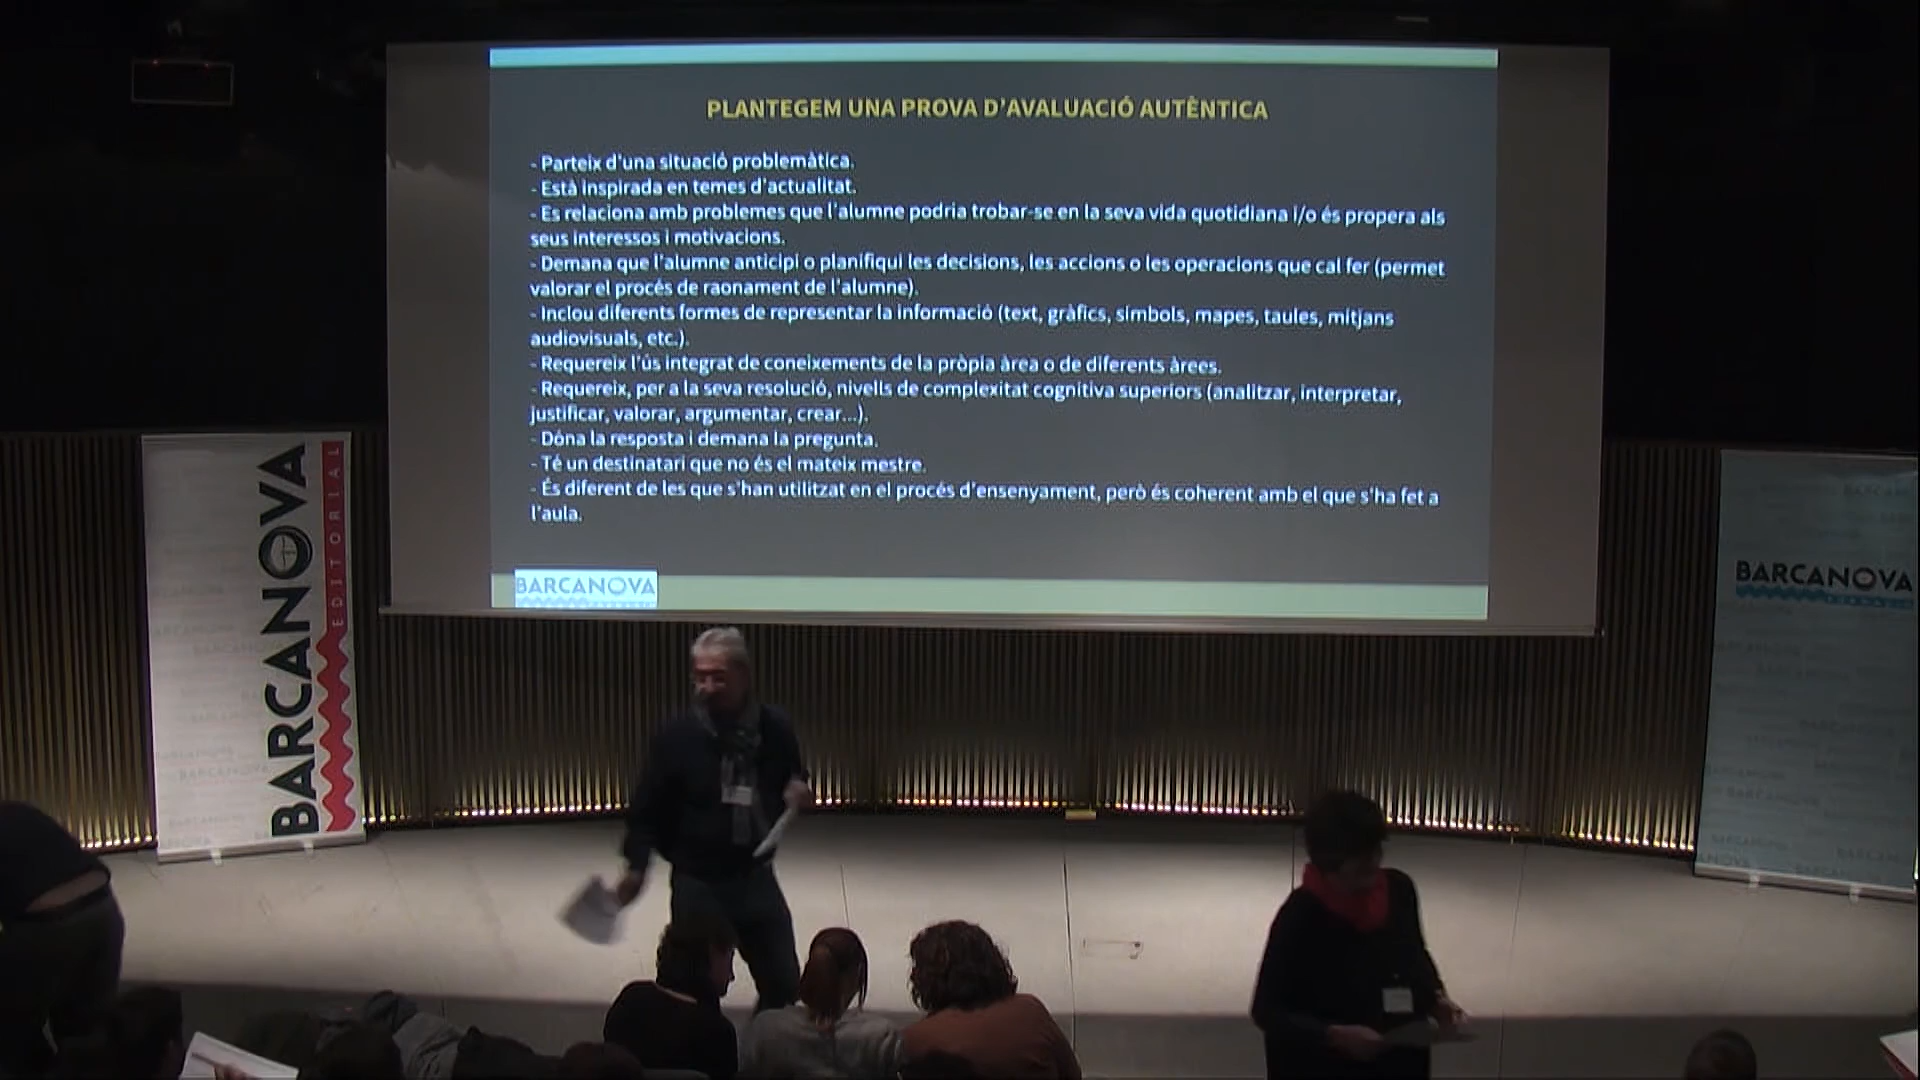 PLANTEGEM UNA PROVA D'AVALUACIÓ AUTÈNTICA
- Parteix d'una situació problemàtica.
- Està inspirada en temes d'actualitat.
- Es relaciona amb problemes que l'alumne podria trobar-se en la seva vida quotidiana i/o és propera als
seus interessos i motivacions.
- Demana que l'alumne anticipi o planifiqui les decisions, les accions o les operacions que cal fer (permet
valorar el procés de raonament de l'alumne).
- Inclou diferents formes de representar la informació (text, gràfics, símbols, mapes, taules, mitjans
audiovisuals, etc.).
- Requereix l'ús integrat de coneixements de la pròpia àrea o de diferents àrees.
- Requereix, per a la seva resolució, nivells de complexitat cognitiva superiors (analitzar, interpretar,
justificar, valorar, argumentar, crear...).
- Dóna la resposta i demana la pregunta.
- Té un destinatari que no és el mateix mestre.
- És diferent de les que s'han utilitzat en el procés d'ensenyament, però és coherent amb el que s'ha fet a
l'aula.
BARCANOVA
BARCANOVA
EDITORIAL
BARCANOVA